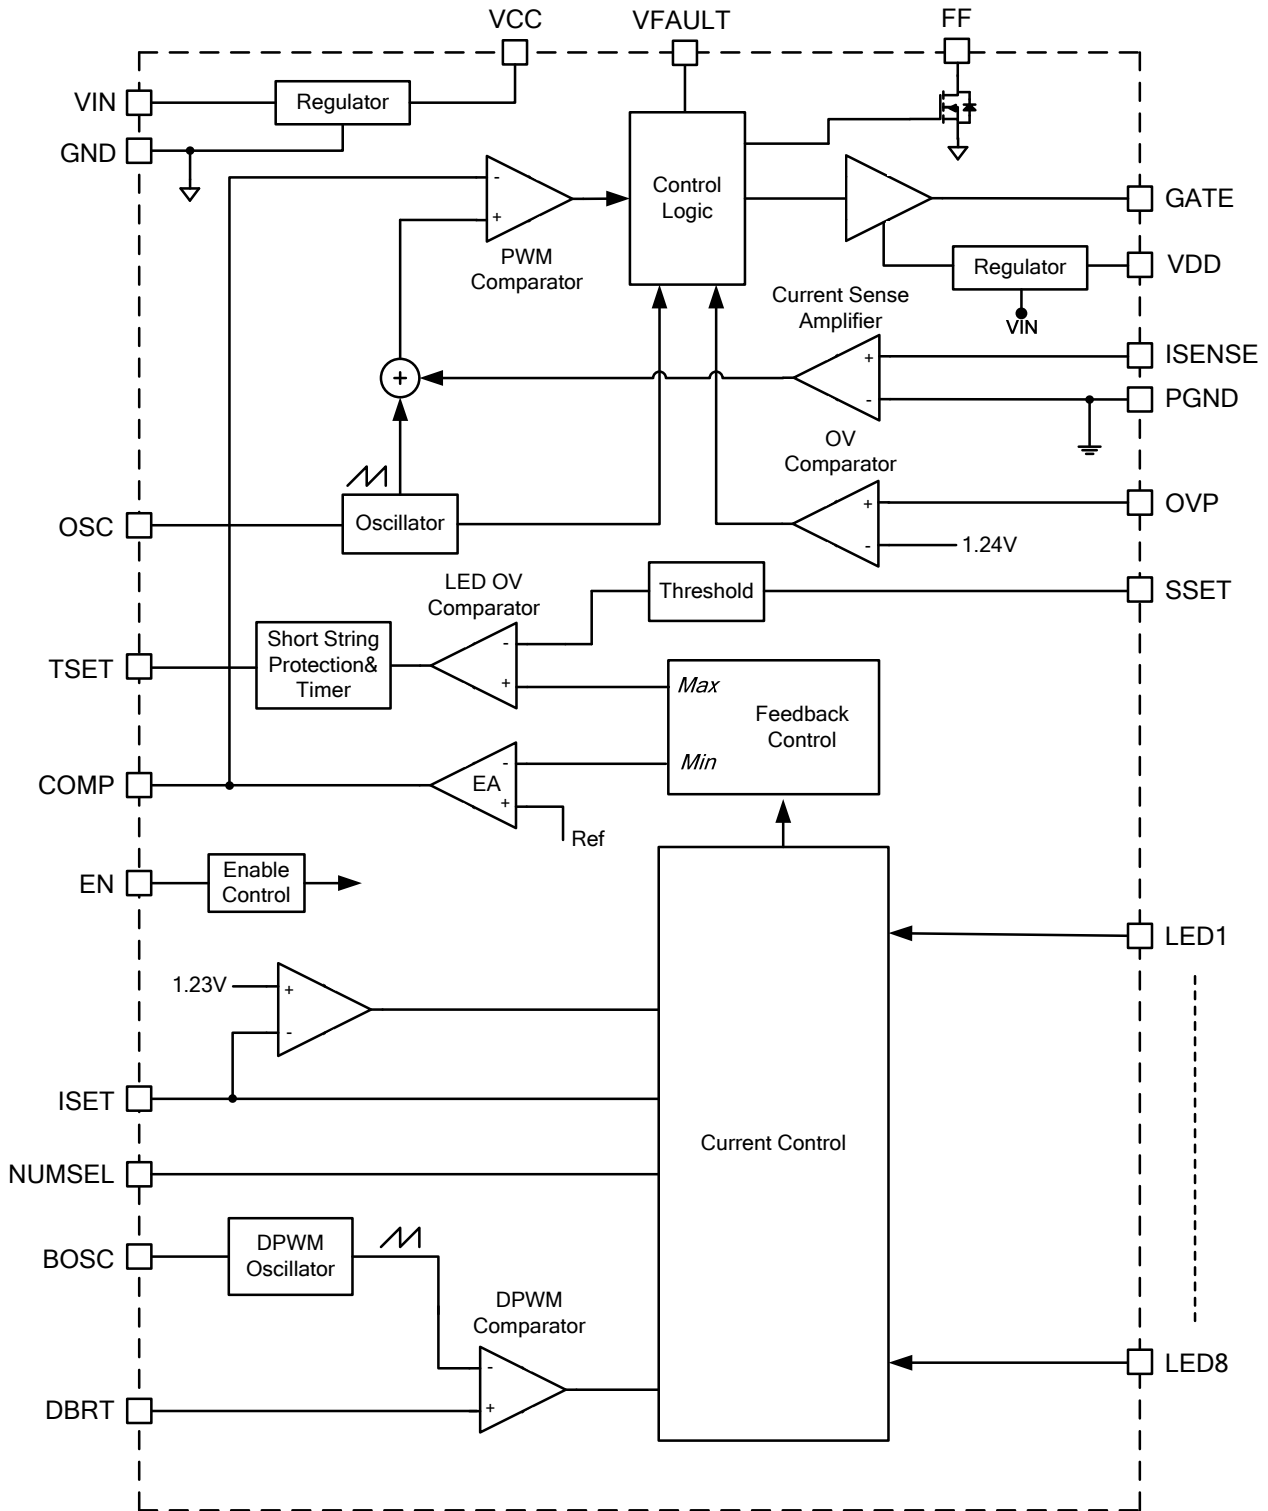 VCC
VFAULT
FF
VIN
Regulator
GND
-
+
PWM
Comparator
Control
Logic
GATE
Regulator
VDD
VIN
Current Sense
Amplifier
+
-
ISENSE
PGND
+
OV
Comparator
+
-
1.24V
OVP
OSC
Oscillator
LED OV
Comparator
-
+
Threshold
SSET
TSET
Short String
Protection&
Timer
Max
Min
Feedback
Control
COMP
EA
-
+
Ref
EN
Enable
Control
LED1
1.23V
+
-
ISET
NUMSEL
Current Control
BOSC
DPWM
Oscillator
DPWM
Comparator
-
+
DBRT
LED8